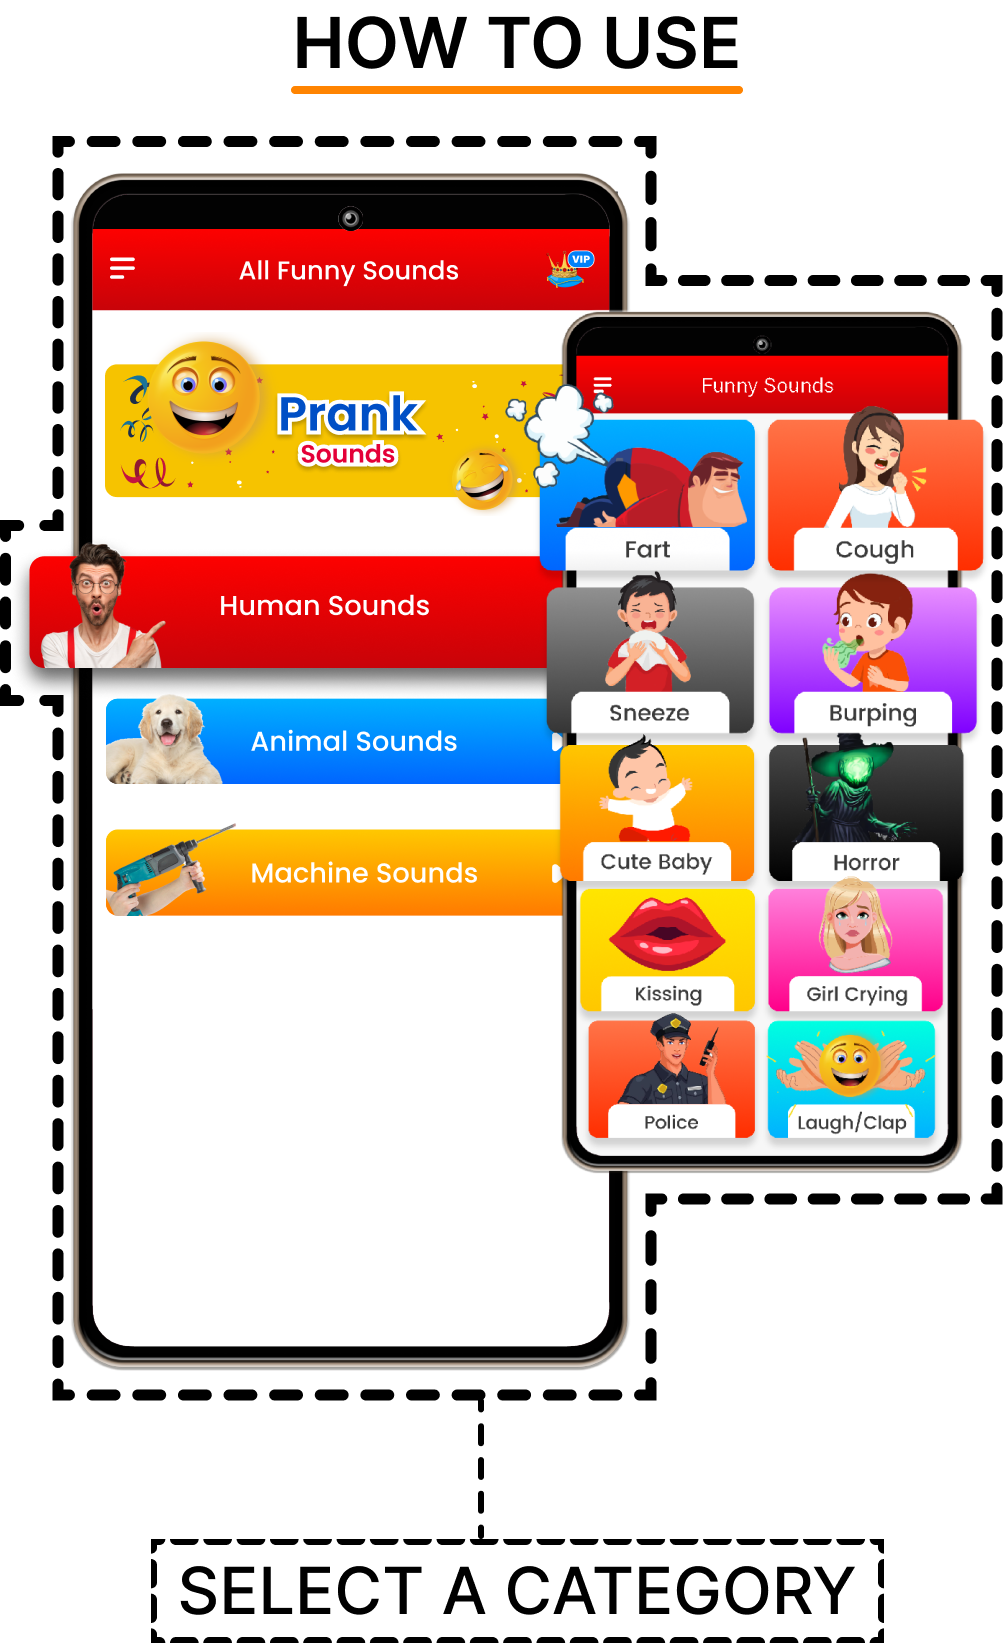 HOW TO USE
All Funny Sounds
VIP
Prank
Sounds
Human Sounds
Animal Sounds
Machine Sounds
Funny Sounds
Fart
Cough
Sneeze
Burping
Cute Baby
Horror
Kissing
Girl Crying
Police
Laugh/Clap
SELECT A CATEGORY